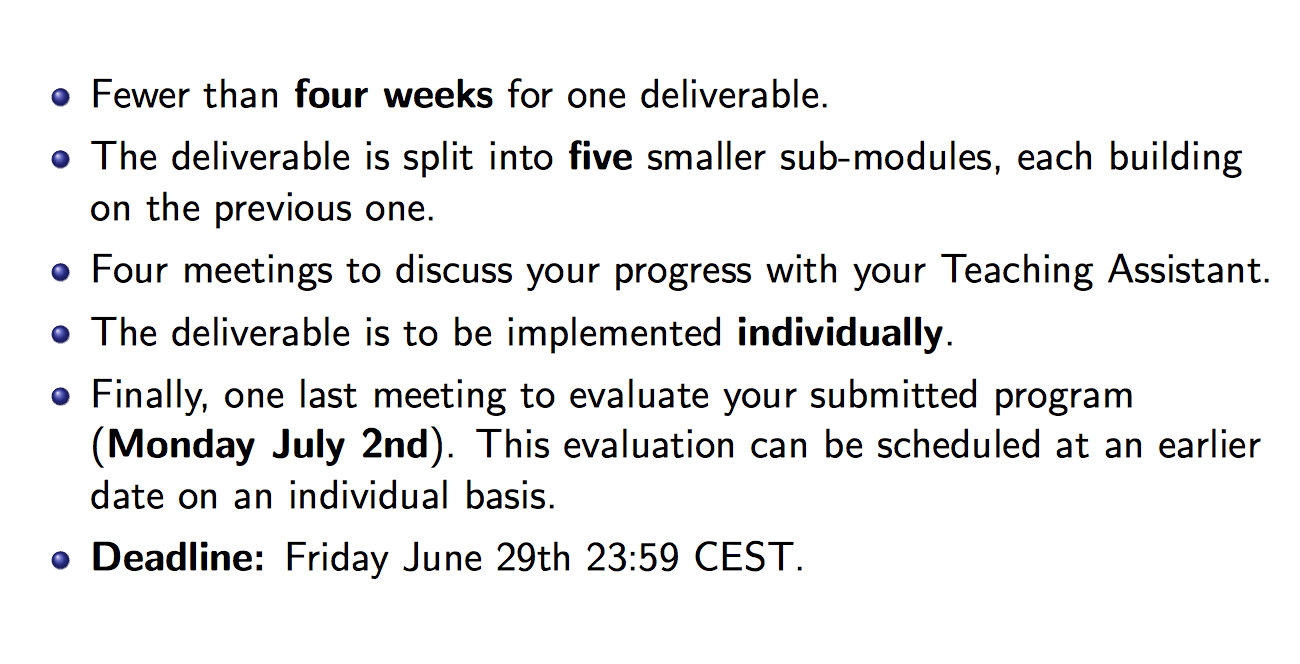 Fewer than four weeks for one deliverable.
The deliverable is split into five smaller sub-modules, each building
on the previous one.
Four meetings to discuss your progress with your Teaching Assistant.
The deliverable is to be implemented individually.
Finally, one last meeting to evaluate your submitted program
(Monday July 2nd). This evaluation can be scheduled at an earlier
date on an individual basis.
Deadline: Friday June 29th 23:59 CEST.